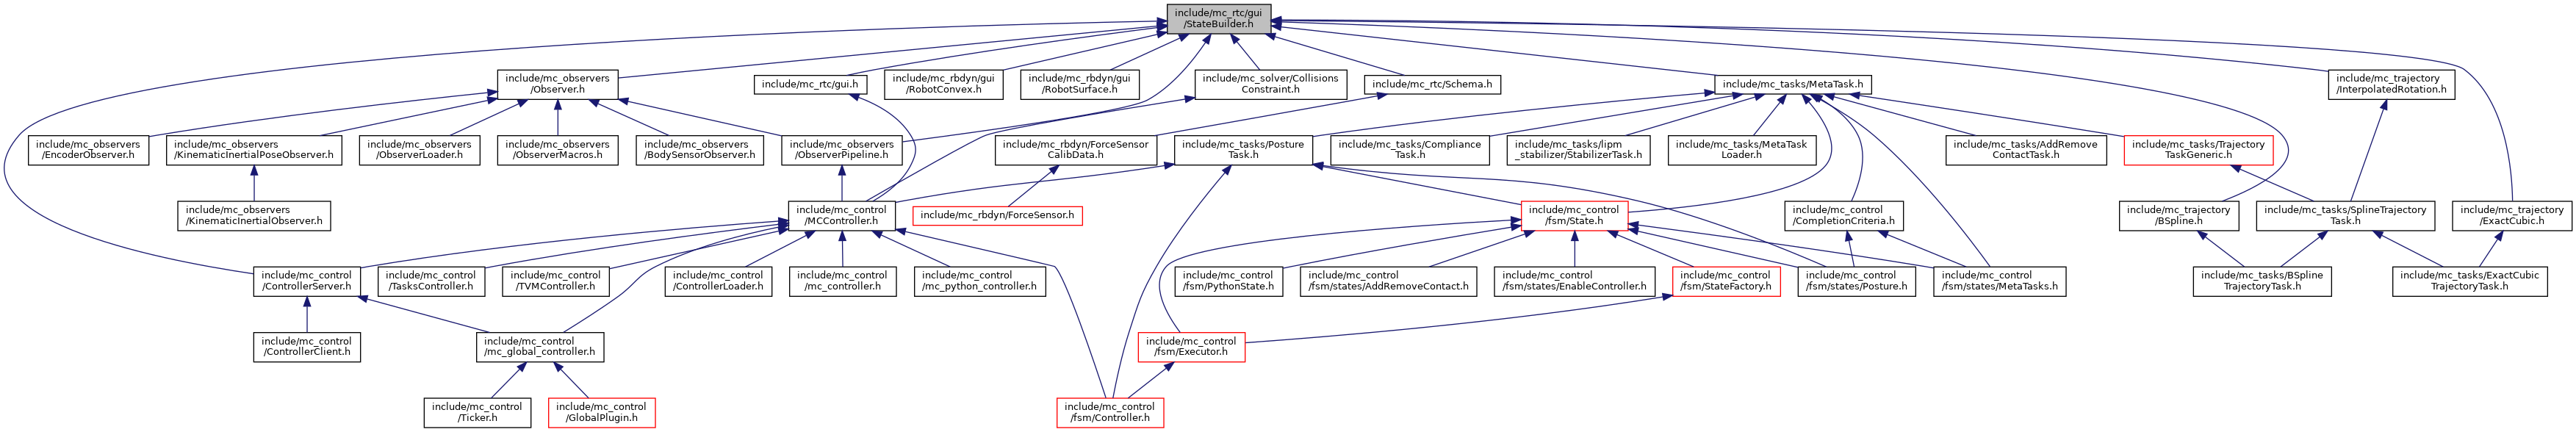 include/mc_rtc/gui
/StateBuilder.h
include/mc_observers
/Observer.h
include/mc_rtc/gui.h
include/mc_rbdyn/gui
/RobotConvex.h
include/mc_rbdyn/gui
/RobotSurface.h
include/mc_solver/Collisions
Constraint.h
include/mc_rtc/Schema.h
include/mc_tasks/MetaTask.h
include/mc_trajectory
/InterpolatedRotation.h
include/mc_observers
/EncoderObserver.h
include/mc_observers
/KinematicInertialPoseObserver.h
include/mc_observers
/ObserverLoader.h
include/mc_observers
/ObserverMacros.h
include/mc_observers
/BodySensorObserver.h
include/mc_observers
/ObserverPipeline.h
include/mc_rbdyn/ForceSensor
CalibData.h
include/mc_tasks/Posture
Task.h
include/mc_tasks/Compliance
Task.h
include/mc_tasks/lipm
_stabilizer/StabilizerTask.h
include/mc_tasks/MetaTask
Loader.h
include/mc_tasks/AddRemove
ContactTask.h
include/mc_tasks/Trajectory
TaskGeneric.h
include/mc_observers
/KinematicInertialObserver.h
include/mc_control
/MCController.h
include/mc_rbdyn/ForceSensor.h
include/mc_control
/fsm/State.h
include/mc_control
/CompletionCriteria.h
include/mc_trajectory
/BSpline.h
include/mc_tasks/SplineTrajectory
Task.h
include/mc_trajectory
/ExactCubic.h
include/mc_control
/ControllerServer.h
include/mc_control
/TasksController.h
include/mc_control
/TVMController.h
include/mc_control
/ControllerLoader.h
include/mc_control
/mc_controller.h
include/mc_control
/mc_python_controller.h
include/mc_control
/fsm/PythonState.h
include/mc_control
/fsm/states/AddRemoveContact.h
include/mc_control
/fsm/states/EnableController.h
include/mc_control
/fsm/StateFactory.h
include/mc_control
/fsm/states/Posture.h
include/mc_control
/fsm/states/MetaTasks.h
include/mc_tasks/BSpline
TrajectoryTask.h
include/mc_tasks/ExactCubic
TrajectoryTask.h
include/mc_control
/ControllerClient.h
include/mc_control
/mc_global_controller.h
include/mc_control
/fsm/Executor.h
include/mc_control
/Ticker.h
include/mc_control
/GlobalPlugin.h
include/mc_control
/fsm/Controller.h